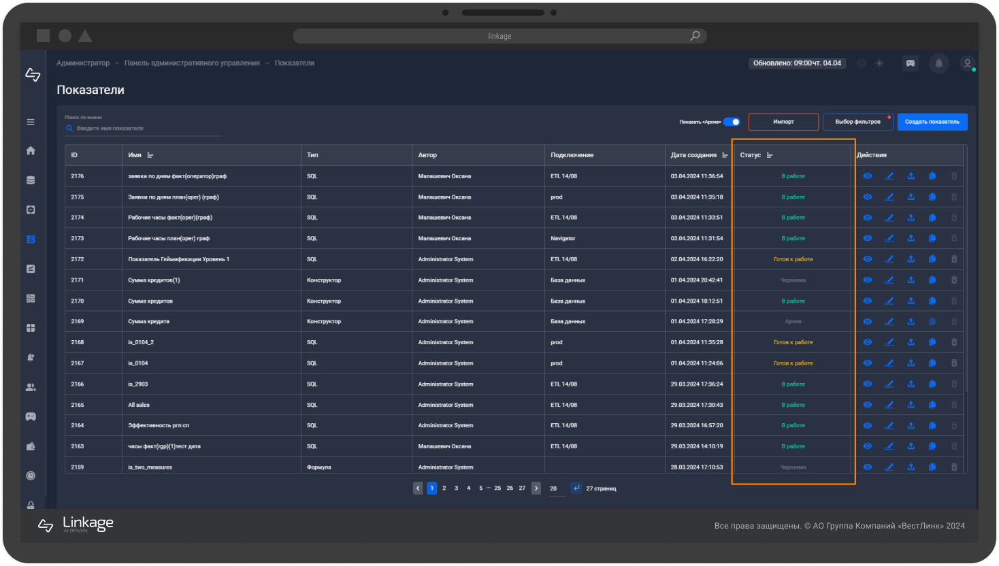 linkage
Администратор – Панель административного управления – Показатели
Обновлено: 09:00 чт. 04.04
Показатели
Поиск по имени
Введите имя показателя
Показать «Архив»
Импорт
Выбор фильтров
Создать показатель
ID Имя Тип Автор Подключение Дата создания Статус Действия
2176 заявки по дням факт(оператор)граф SQL Малашевич Оксана ETL 14/08 03.04.2024 11:36:54 В работе
2175 Заявки по дням план(орег) (граф) SQL Малашевич Оксана prod 03.04.2024 11:35:18 В работе
2174 Рабочие часы факт(орег)(граф) SQL Малашевич Оксана ETL 14/08 03.04.2024 11:33:51 В работе
2173 Рабочие часы план(орег) граф SQL Малашевич Оксана Navigator 03.04.2024 11:31:54 В работе
2172 Показатель Геймификации Уровень 1 SQL Administrator System ETL 14/08 02.04.2024 16:22:20 Готов к работе
2171 Сумма кредитов(1) Конструктор Administrator System База данных 01.04.2024 20:42:41 Черновик
2170 Сумма кредитов Конструктор Administrator System База данных 01.04.2024 18:12:51 В работе
2169 Сумма кредита Конструктор Administrator System База данных 01.04.2024 17:28:29 Архив
2168 is_0104_2 SQL Administrator System prod 01.04.2024 11:35:28 Готов к работе
2167 is_0104 SQL Administrator System prod 01.04.2024 11:24:06 Готов к работе
2166 is_2903 SQL Administrator System ETL 14/08 29.03.2024 17:36:24 В работе
2165 All sales SQL Administrator System ETL 14/08 29.03.2024 17:30:43 В работе
2164 Эффективность ргп сп SQL Administrator System ETL 14/08 29.03.2024 16:57:20 В работе
2163 часы факт(rgp)(1)тест дата SQL Малашевич Оксана ETL 14/08 29.03.2024 14:10:19 В работе
2159 is_two_measures Формула Administrator System 28.03.2024 17:10:53 Черновик
1 2 3 4 5 ... 25 26 27 20 27 страниц
Linkage
AI DRIVEN
Все права защищены. © АО Группа Компаний «ВестЛинк» 2024